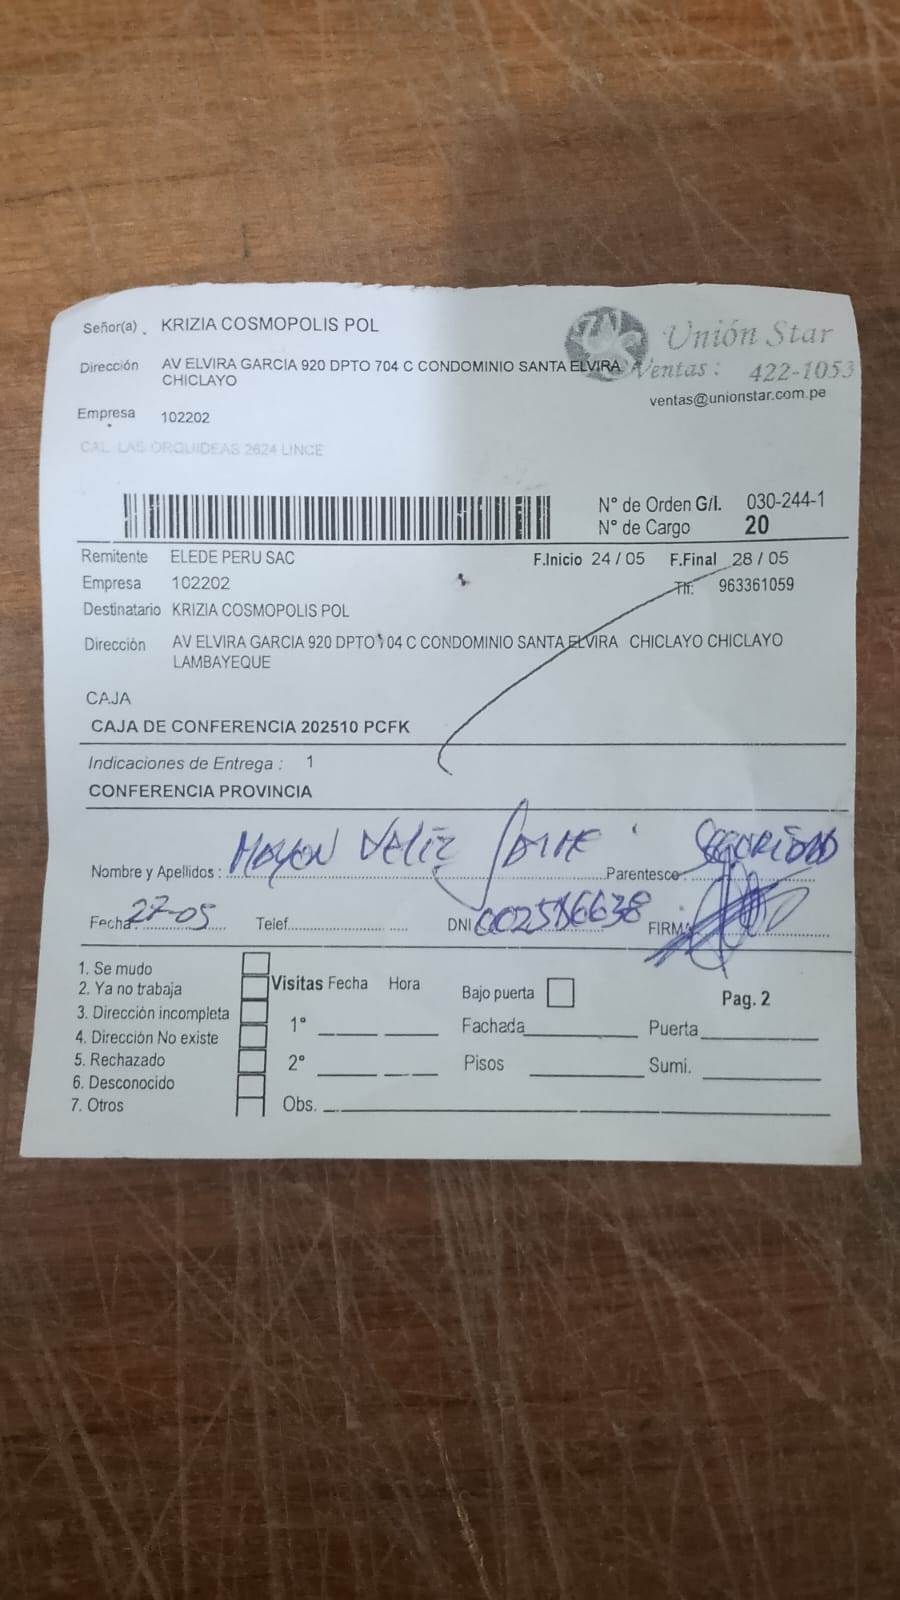 Señor(a) . KRIZIA COSMOPOLIS POL
Unión Star
Dirección AV ELVIRA GARCIA 920 DPTO 704 C CONDOMINIO SANTA ELVIRA
CHICLAYO
Ventas : 422-1053
ventas@unionstar.com.pe
Empresa 102202
CAL. LAS ORQUIDEAS 2624 LINCE
N° de Orden G/I. 030-244-1
N° de Cargo 20
Remitente ELEDE PERU SAC F.Inicio 24 / 05 F.Final 28 / 05
Empresa 102202 Tlf: 963361059
Destinatario KRIZIA COSMOPOLIS POL
Dirección AV ELVIRA GARCIA 920 DPTO 704 C CONDOMINIO SANTA ELVIRA CHICLAYO CHICLAYO
LAMBAYEQUE
CAJA
CAJA DE CONFERENCIA 202510 PCFK
Indicaciones de Entrega : 1
CONFERENCIA PROVINCIA
Nombre y Apellidos : Parentesco : SEGURIDAD
Fecha: 27-05 Telef. DNI FIRMA
1. Se mudo
2. Ya no trabaja
3. Dirección incompleta
4. Dirección No existe
5. Rechazado
6. Desconocido
7. Otros
Visitas Fecha Hora
1°
2°
Obs.
Bajo puerta
Fachada
Pisos
Pag. 2
Puerta
Sumi.